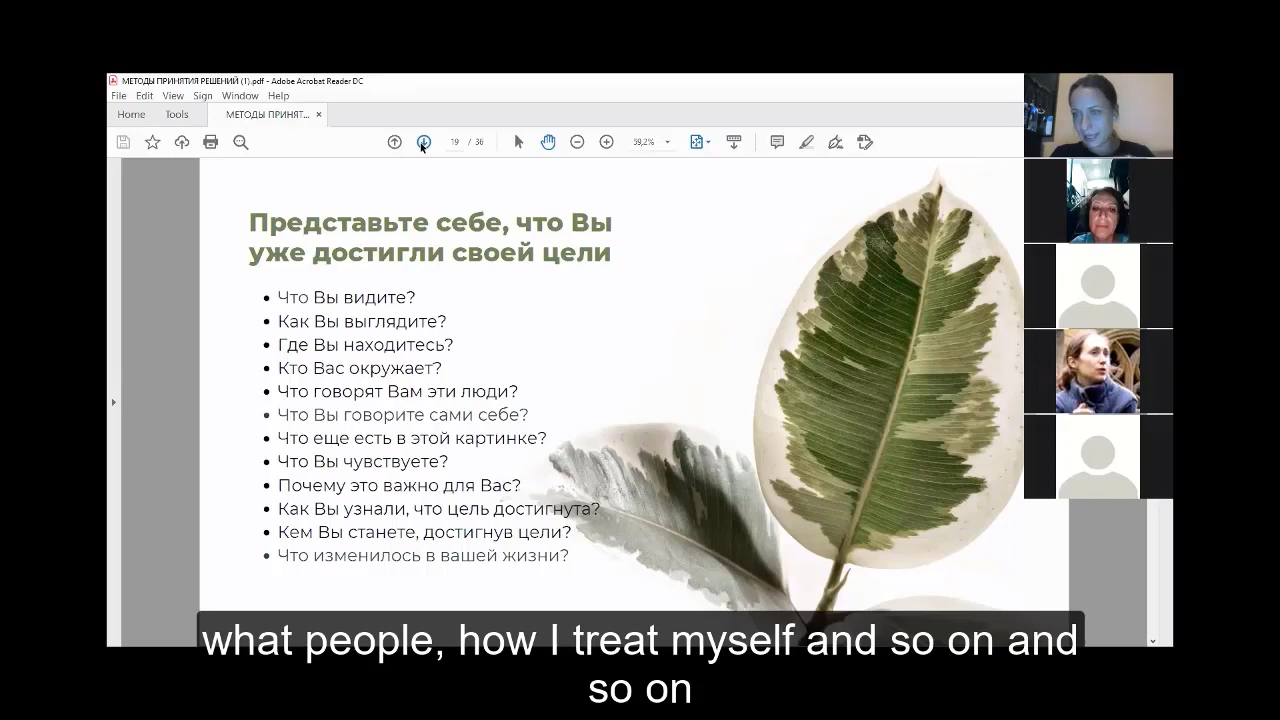 МЕТОДЫ ПРИНЯТИЯ РЕШЕНИЙ (1).pdf - Adobe Acrobat Reader DC
File Edit View Sign Window Help
Home Tools МЕТОДЫ ПРИНЯТ... ×
19 / 36 59,2%
Представьте себе, что Вы
уже достигли своей цели
• Что Вы видите?
• Как Вы выглядите?
• Где Вы находитесь?
• Кто Вас окружает?
• Что говорят Вам эти люди?
• Что Вы говорите сами себе?
• Что еще есть в этой картинке?
• Что Вы чувствуете?
• Почему это важно для Вас?
• Как Вы узнали, что цель достигнута?
• Кем Вы станете, достигнув цели?
• Что изменилось в вашей жизни?
what people, how I treat myself and so on and
so on